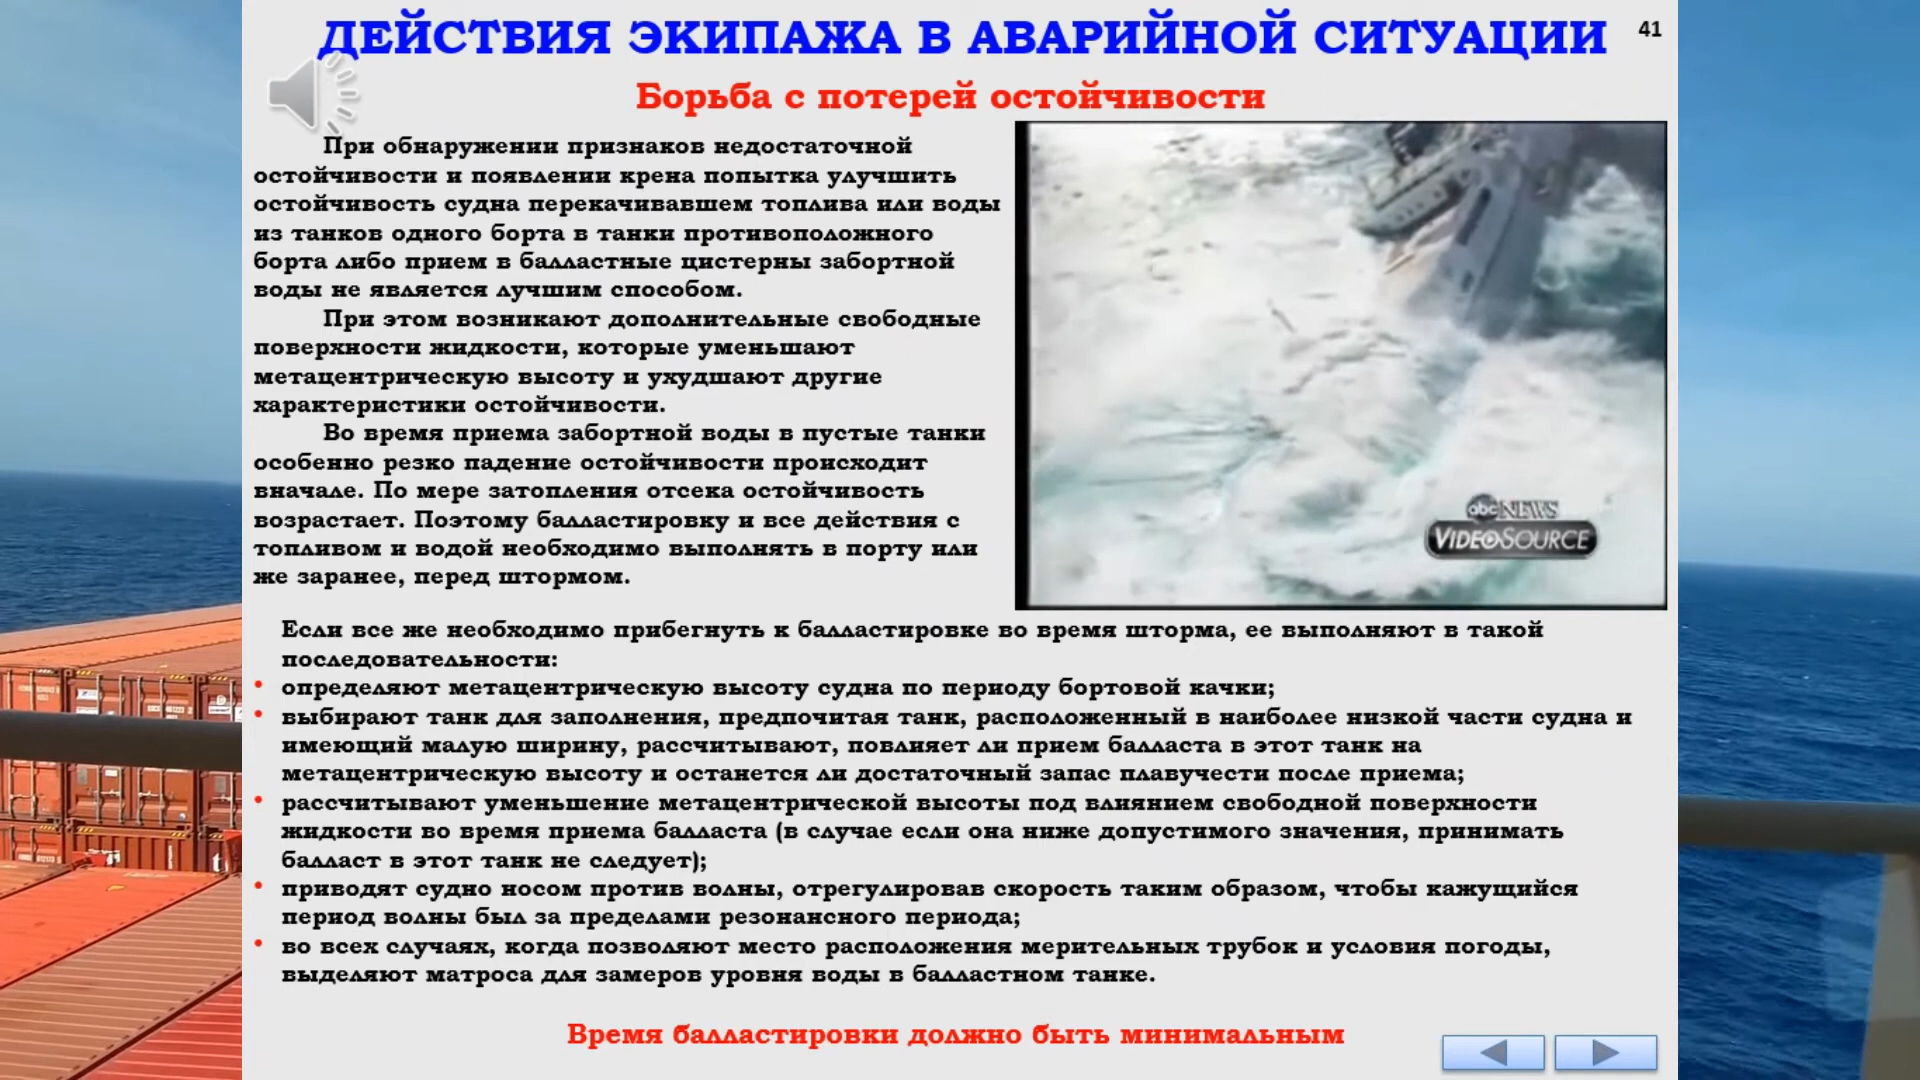 ДЕЙСТВИЯ ЭКИПАЖА В АВАРИЙНОЙ СИТУАЦИИ
41
Борьба с потерей остойчивости
При обнаружении признаков недостаточной
остойчивости и появлении крена попытка улучшить
остойчивость судна перекачивавшем топлива или воды
из танков одного борта в танки противоположного
борта либо прием в балластные цистерны забортной
воды не является лучшим способом.
При этом возникают дополнительные свободные
поверхности жидкости, которые уменьшают
метацентрическую высоту и ухудшают другие
характеристики остойчивости.
Во время приема забортной воды в пустые танки
особенно резко падение остойчивости происходит
вначале. По мере затопления отсека остойчивость
возрастает. Поэтому балластировку и все действия с
топливом и водой необходимо выполнять в порту или
же заранее, перед штормом.
abc NEWS
VIDEOSOURCE
Если все же необходимо прибегнуть к балластировке во время шторма, ее выполняют в такой
последовательности:
• определяют метацентрическую высоту судна по периоду бортовой качки;
• выбирают танк для заполнения, предпочитая танк, расположенный в наиболее низкой части судна и
имеющий малую ширину, рассчитывают, повлияет ли прием балласта в этот танк на
метацентрическую высоту и останется ли достаточный запас плавучести после приема;
• рассчитывают уменьшение метацентрической высоты под влиянием свободной поверхности
жидкости во время приема балласта (в случае если она ниже допустимого значения, принимать
балласт в этот танк не следует);
• приводят судно носом против волны, отрегулировав скорость таким образом, чтобы кажущийся
период волны был за пределами резонансного периода;
• во всех случаях, когда позволяют место расположения мерительных трубок и условия погоды,
выделяют матроса для замеров уровня воды в балластном танке.
Время балластировки должно быть минимальным